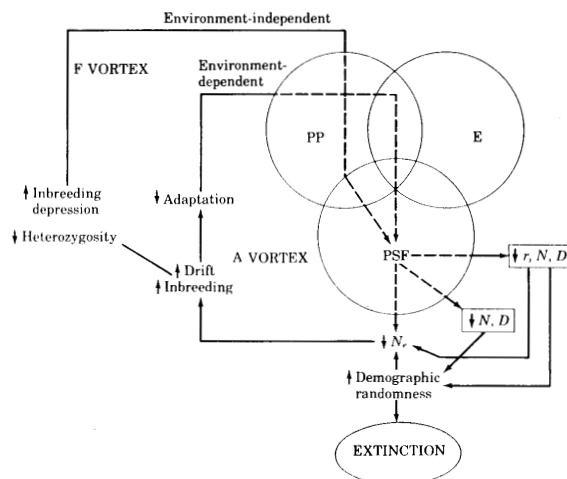 Environment-independent
F VORTEX
Environment-
dependent
PP
E
↑ Inbreeding
depression
↓ Adaptation
↓ Heterozygosity
↑ Drift
↑ Inbreeding
A VORTEX
PSF
↓ r, N, D
↓ N, D
↓ Nₑ
↑ Demographic
randomness
EXTINCTION